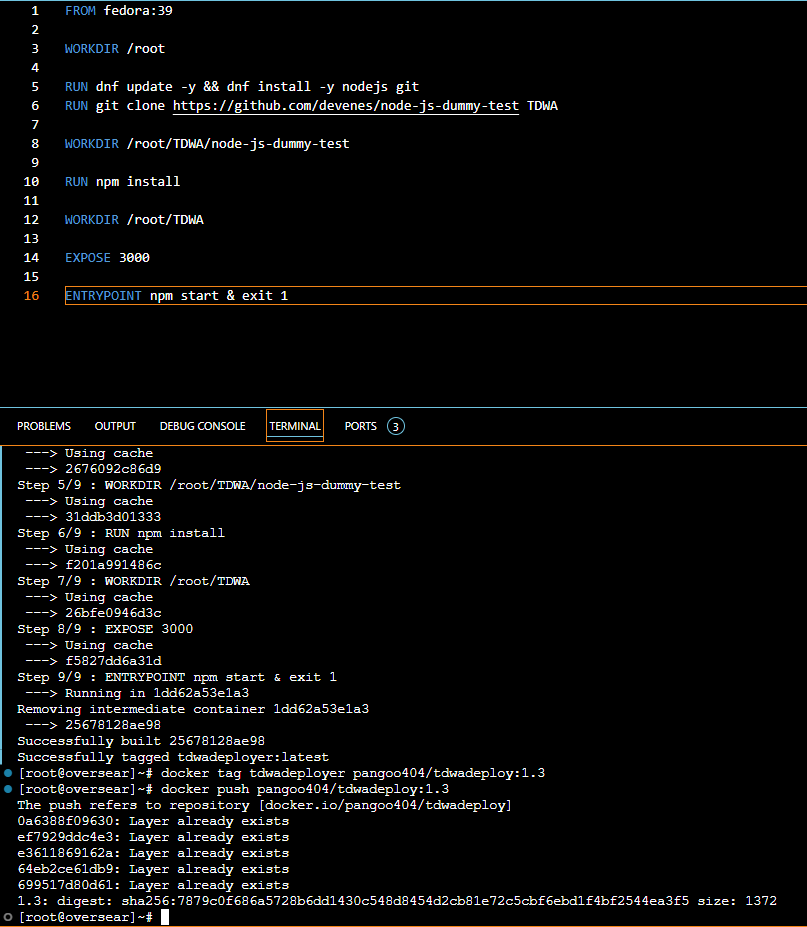 1 FROM fedora:39
2
3 WORKDIR /root
4
5 RUN dnf update -y && dnf install -y nodejs git
6 RUN git clone https://github.com/devenes/node-js-dummy-test TDWA
7
8 WORKDIR /root/TDWA/node-js-dummy-test
9
10 RUN npm install
11
12 WORKDIR /root/TDWA
13
14 EXPOSE 3000
15
16 ENTRYPOINT npm start & exit 1
PROBLEMS OUTPUT DEBUG CONSOLE TERMINAL PORTS 3
---> Using cache
---> 2676092c86d9
Step 5/9 : WORKDIR /root/TDWA/node-js-dummy-test
---> Using cache
---> 31ddb3d01333
Step 6/9 : RUN npm install
---> Using cache
---> f201a991486c
Step 7/9 : WORKDIR /root/TDWA
---> Using cache
---> 26bfe0946d3c
Step 8/9 : EXPOSE 3000
---> Using cache
---> f5827dd6a31d
Step 9/9 : ENTRYPOINT npm start & exit 1
---> Running in 1dd62a53e1a3
Removing intermediate container 1dd62a53e1a3
---> 25678128ae98
Successfully built 25678128ae98
Successfully tagged tdwadeployer:latest
[root@oversear]~# docker tag tdwadeployer pangoo404/tdwadeploy:1.3
[root@oversear]~# docker push pangoo404/tdwadeploy:1.3
The push refers to repository [docker.io/pangoo404/tdwadeploy]
0a6388f09630: Layer already exists
ef7929ddc4e3: Layer already exists
e3611869162a: Layer already exists
64eb2ce61db9: Layer already exists
699517d80d61: Layer already exists
1.3: digest: sha256:7879c0f686a5728b6dd1430c548d8454d2cb81e72c5cbf6ebd1f4bf2544ea3f5 size: 1372
[root@oversear]~#